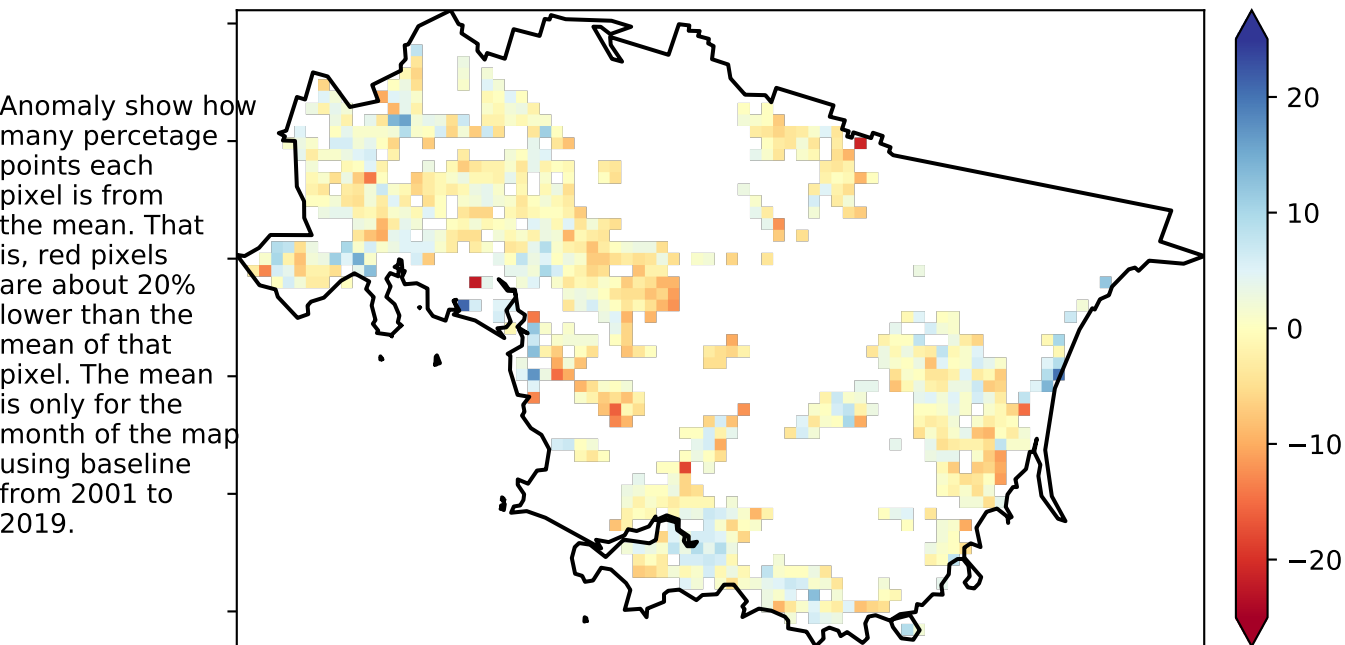 Anomaly show how
many percetage
points each
pixel is from
the mean. That
is, red pixels
are about 20%
lower than the
mean of that
pixel. The mean
is only for the
month of the map
using baseline
from 2001 to
2019.
20
10
0
−10
−20